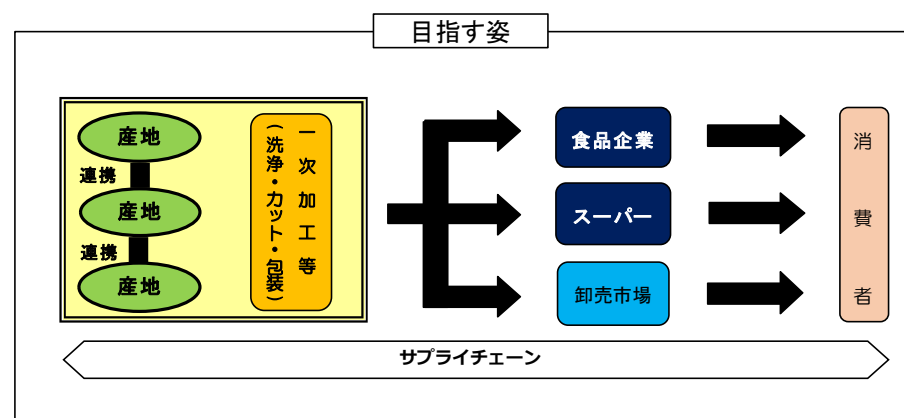 目指す姿
産地
連携
産地
連携
産地
一次加工等
(洗浄・カット・包装)
食品企業
スーパー
卸売市場
消費者
サプライチェーン